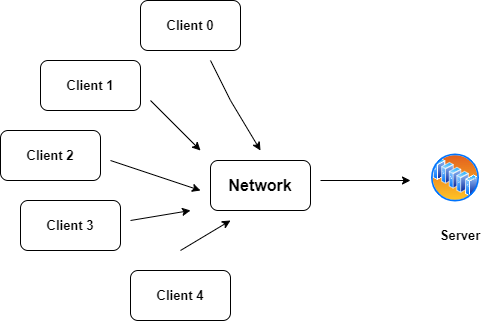 Client 0
Client 1
Client 2
Network
Client 3
Server
Client 4